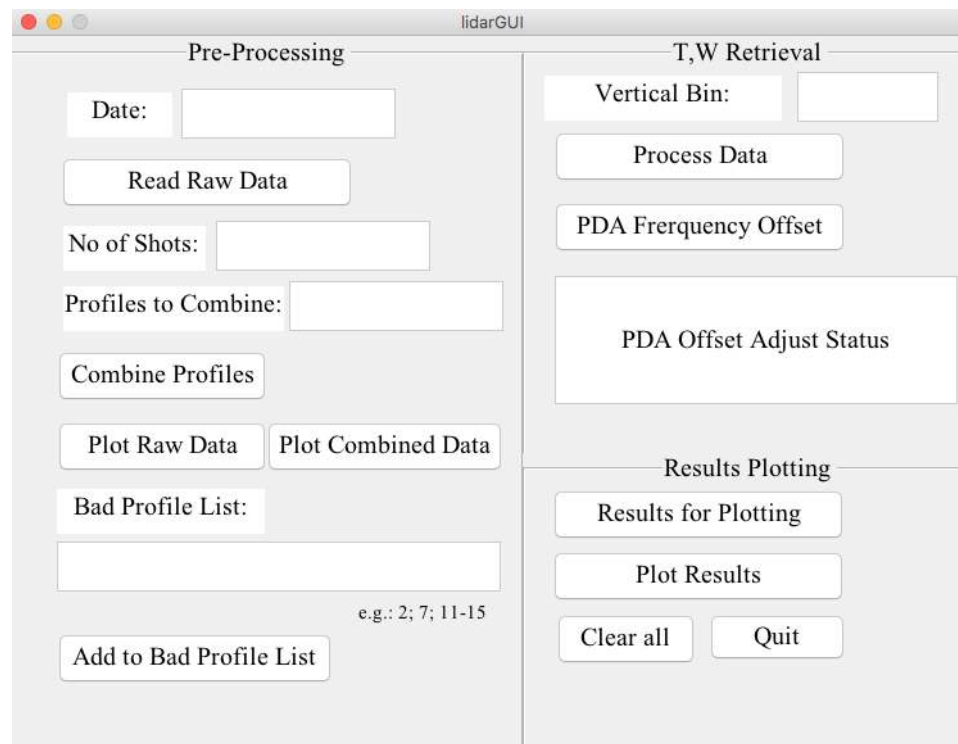 lidarGUI
Pre-Processing
Date:
Read Raw Data
No of Shots:
Profiles to Combine:
Combine Profiles
Plot Raw Data
Plot Combined Data
Bad Profile List:
e.g.: 2; 7; 11-15
Add to Bad Profile List
T,W Retrieval
Vertical Bin:
Process Data
PDA Frerquency Offset
PDA Offset Adjust Status
Results Plotting
Results for Plotting
Plot Results
Clear all
Quit